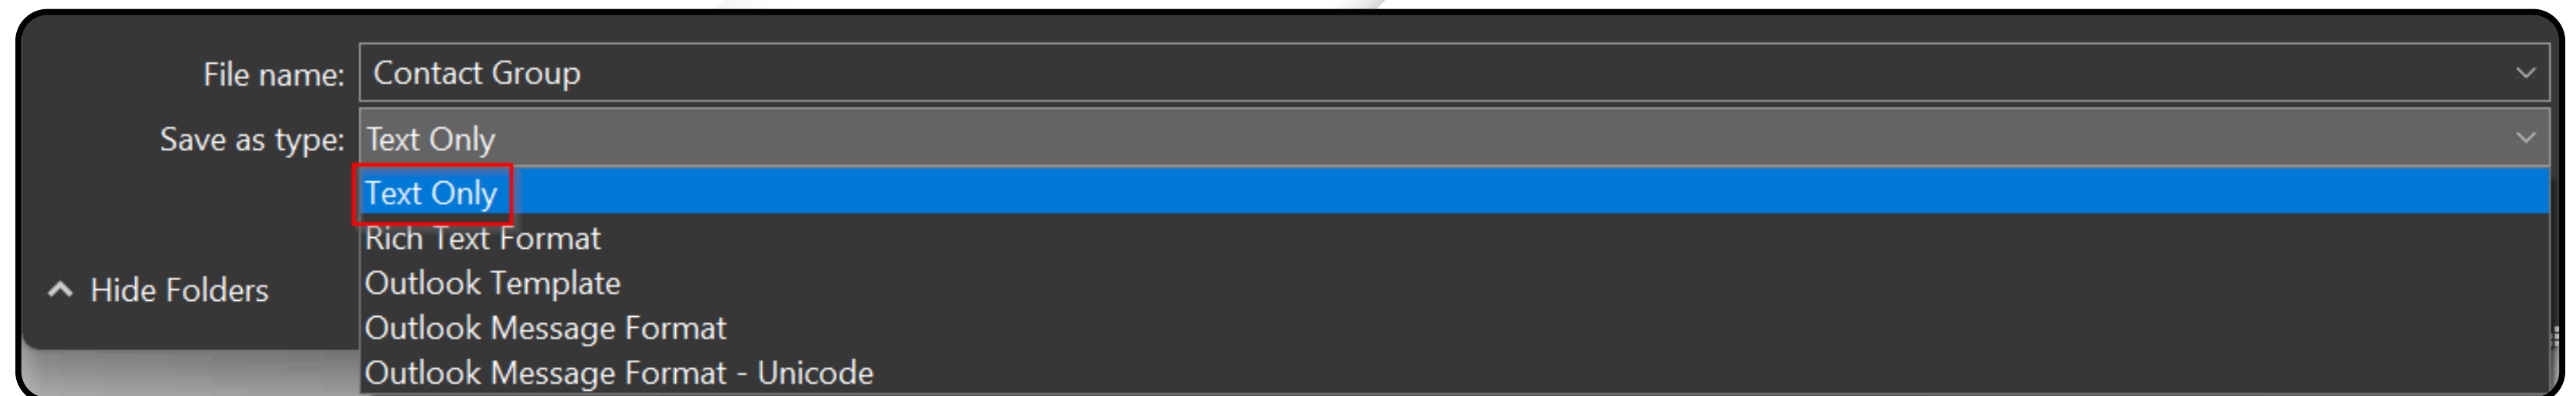 File name: Contact Group
Save as type: Text Only
Text Only
Rich Text Format
Outlook Template
Hide Folders
Outlook Message Format
Outlook Message Format - Unicode